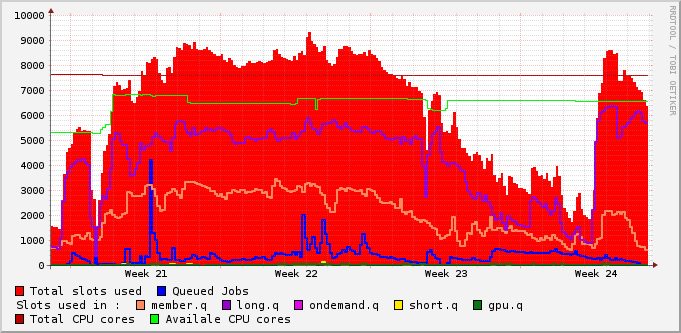 10000
9000
8000
7000
6000
5000
4000
3000
2000
1000
0
Week 21 Week 22 Week 23 Week 24
RRDTOOL / TOBI OETIKER
Total slots used Queued Jobs
Slots used in : member.q long.q ondemand.q short.q gpu.q
Total CPU cores Availale CPU cores